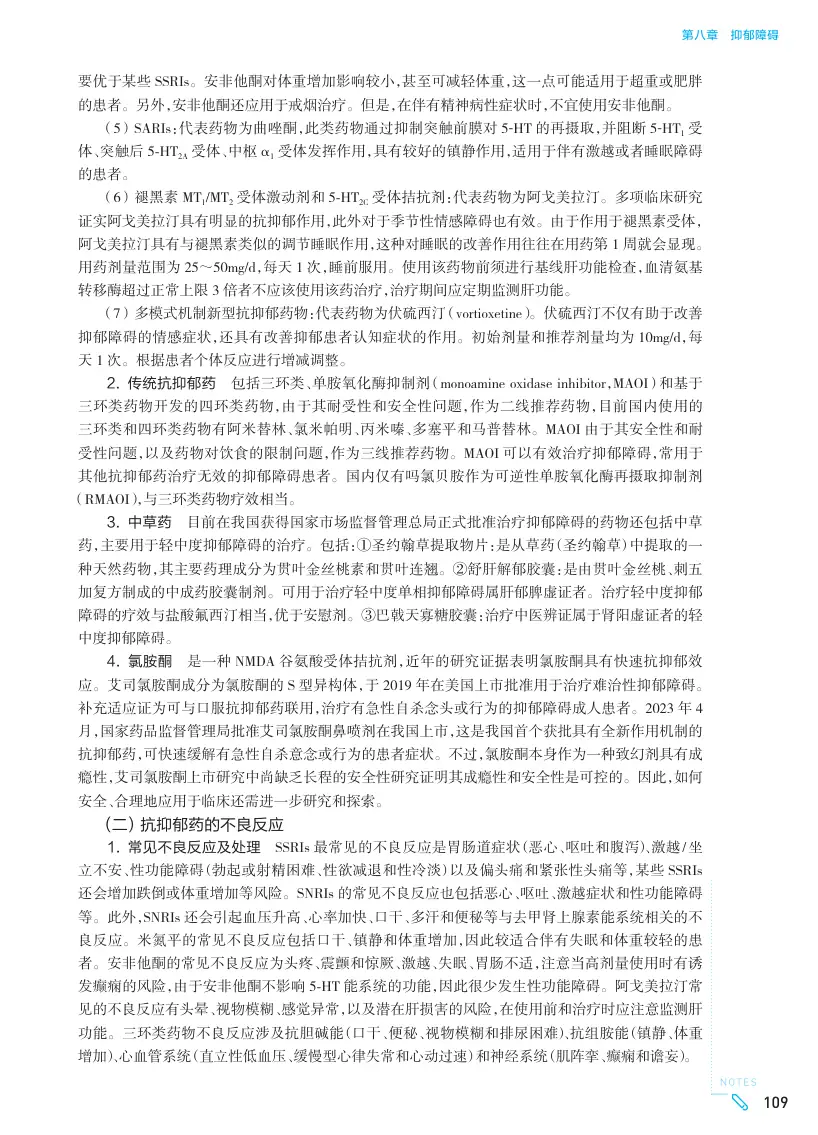 第八章　抑郁障碍
要优于某些 SSRIs。安非他酮对体重增加影响较小,甚至可减轻体重,这一点可能适用于超重或肥胖
的患者。另外,安非他酮还应用于戒烟治疗。但是,在伴有精神病性症状时,不宜使用安非他酮。
（5）SARIs:代表药物为曲唑酮,此类药物通过抑制突触前膜对 5-HT 的再摄取,并阻断 5-HT₁ 受
体、突触后 5-HT₂A 受体、中枢 α₁ 受体发挥作用,具有较好的镇静作用,适用于伴有激越或者睡眠障碍
的患者。
（6）褪黑素 MT₁/MT₂ 受体激动剂和 5-HT₂C 受体拮抗剂:代表药物为阿戈美拉汀。多项临床研究
证实阿戈美拉汀具有明显的抗抑郁作用,此外对于季节性情感障碍也有效。由于作用于褪黑素受体,
阿戈美拉汀具有与褪黑素类似的调节睡眠作用,这种对睡眠的改善作用往往在用药第 1 周就会显现。
用药剂量范围为 25～50mg/d,每天 1 次,睡前服用。使用该药物前须进行基线肝功能检查,血清氨基
转移酶超过正常上限 3 倍者不应该使用该药治疗,治疗期间应定期监测肝功能。
（7）多模式机制新型抗抑郁药物:代表药物为伏硫西汀（vortioxetine）。伏硫西汀不仅有助于改善
抑郁障碍的情感症状,还具有改善抑郁患者认知症状的作用。初始剂量和推荐剂量均为 10mg/d,每
天 1 次。根据患者个体反应进行增减调整。
2. 传统抗抑郁药　包括三环类、单胺氧化酶抑制剂（monoamine oxidase inhibitor,MAOI）和基于
三环类药物开发的四环类药物,由于其耐受性和安全性问题,作为二线推荐药物,目前国内使用的
三环类和四环类药物有阿米替林、氯米帕明、丙米嗪、多塞平和马普替林。MAOI 由于其安全性和耐
受性问题,以及药物对饮食的限制问题,作为三线推荐药物。MAOI 可以有效治疗抑郁障碍,常用于
其他抗抑郁药治疗无效的抑郁障碍患者。国内仅有吗氯贝胺作为可逆性单胺氧化酶再摄取抑制剂
（RMAOI）,与三环类药物疗效相当。
3. 中草药　目前在我国获得国家市场监督管理总局正式批准治疗抑郁障碍的药物还包括中草
药,主要用于轻中度抑郁障碍的治疗。包括:①圣约翰草提取物片:是从草药（圣约翰草）中提取的一
种天然药物,其主要药理成分为贯叶金丝桃素和贯叶连翘。②舒肝解郁胶囊:是由贯叶金丝桃、刺五
加复方制成的中成药胶囊制剂。可用于治疗轻中度单相抑郁障碍属肝郁脾虚证者。治疗轻中度抑郁
障碍的疗效与盐酸氟西汀相当,优于安慰剂。③巴戟天寡糖胶囊:治疗中医辨证属于肾阳虚证者的轻
中度抑郁障碍。
4. 氯胺酮　是一种 NMDA 谷氨酸受体拮抗剂,近年的研究证据表明氯胺酮具有快速抗抑郁效
应。艾司氯胺酮成分为氯胺酮的 S 型异构体,于 2019 年在美国上市批准用于治疗难治性抑郁障碍。
补充适应证为可与口服抗抑郁药联用,治疗有急性自杀念头或行为的抑郁障碍成人患者。2023 年 4
月,国家药品监督管理局批准艾司氯胺酮鼻喷剂在我国上市,这是我国首个获批具有全新作用机制的
抗抑郁药,可快速缓解有急性自杀意念或行为的患者症状。不过,氯胺酮本身作为一种致幻剂具有成
瘾性,艾司氯胺酮上市研究中尚缺乏长程的安全性研究证明其成瘾性和安全性是可控的。因此,如何
安全、合理地应用于临床还需进一步研究和探索。
（二）抗抑郁药的不良反应
1. 常见不良反应及处理　SSRIs 最常见的不良反应是胃肠道症状（恶心、呕吐和腹泻）、激越/坐
立不安、性功能障碍（勃起或射精困难、性欲减退和性冷淡）以及偏头痛和紧张性头痛等,某些 SSRIs
还会增加跌倒或体重增加等风险。SNRIs 的常见不良反应也包括恶心、呕吐、激越症状和性功能障碍
等。此外,SNRIs 还会引起血压升高、心率加快、口干、多汗和便秘等与去甲肾上腺素能系统相关的不
良反应。米氮平的常见不良反应包括口干、镇静和体重增加,因此较适合伴有失眠和体重较轻的患
者。安非他酮的常见不良反应为头疼、震颤和惊厥、激越、失眠、胃肠不适,注意当高剂量使用时有诱
发癫痫的风险,由于安非他酮不影响 5-HT 能系统的功能,因此很少发生性功能障碍。阿戈美拉汀常
见的不良反应有头晕、视物模糊、感觉异常,以及潜在肝损害的风险,在使用前和治疗时应注意监测肝
功能。三环类药物不良反应涉及抗胆碱能（口干、便秘、视物模糊和排尿困难）、抗组胺能（镇静、体重
增加）、心血管系统（直立性低血压、缓慢型心律失常和心动过速）和神经系统（肌阵挛、癫痫和谵妄）。
NOTES
109